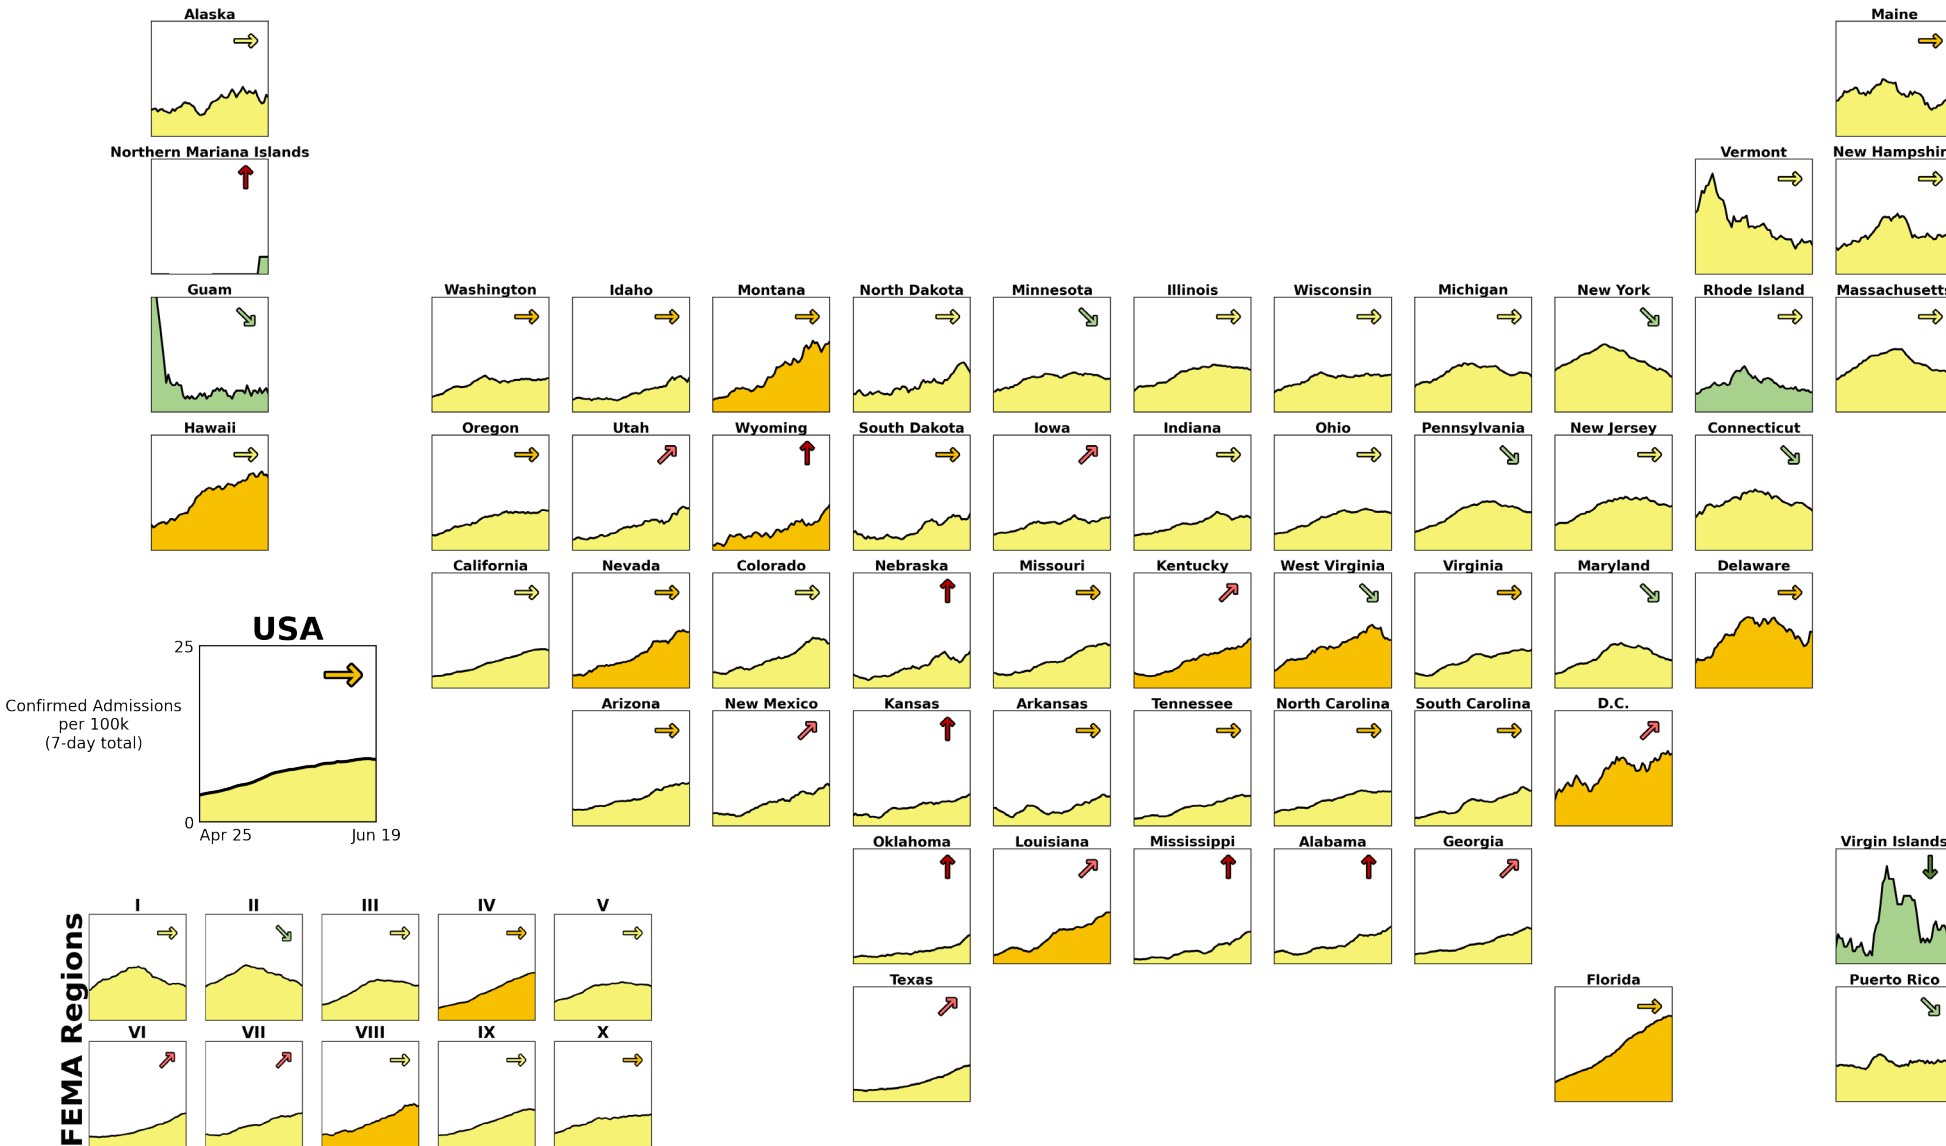 Alaska
Maine
Northern Mariana Islands
Vermont
New Hampshir
Guam
Washington
Idaho
Montana
North Dakota
Minnesota
Illinois
Wisconsin
Michigan
New York
Rhode Island
Massachusetts
Hawaii
Oregon
Utah
Wyoming
South Dakota
Iowa
Indiana
Ohio
Pennsylvania
New Jersey
Connecticut
California
Nevada
Colorado
Nebraska
Missouri
Kentucky
West Virginia
Virginia
Maryland
Delaware
USA
25
Confirmed Admissions
per 100k
(7-day total)
0
Apr 25
Jun 19
Arizona
New Mexico
Kansas
Arkansas
Tennessee
North Carolina
South Carolina
D.C.
Oklahoma
Louisiana
Mississippi
Alabama
Georgia
Virgin Islands
Texas
Florida
Puerto Rico
FEMA Regions
I
II
III
IV
V
VI
VII
VIII
IX
X